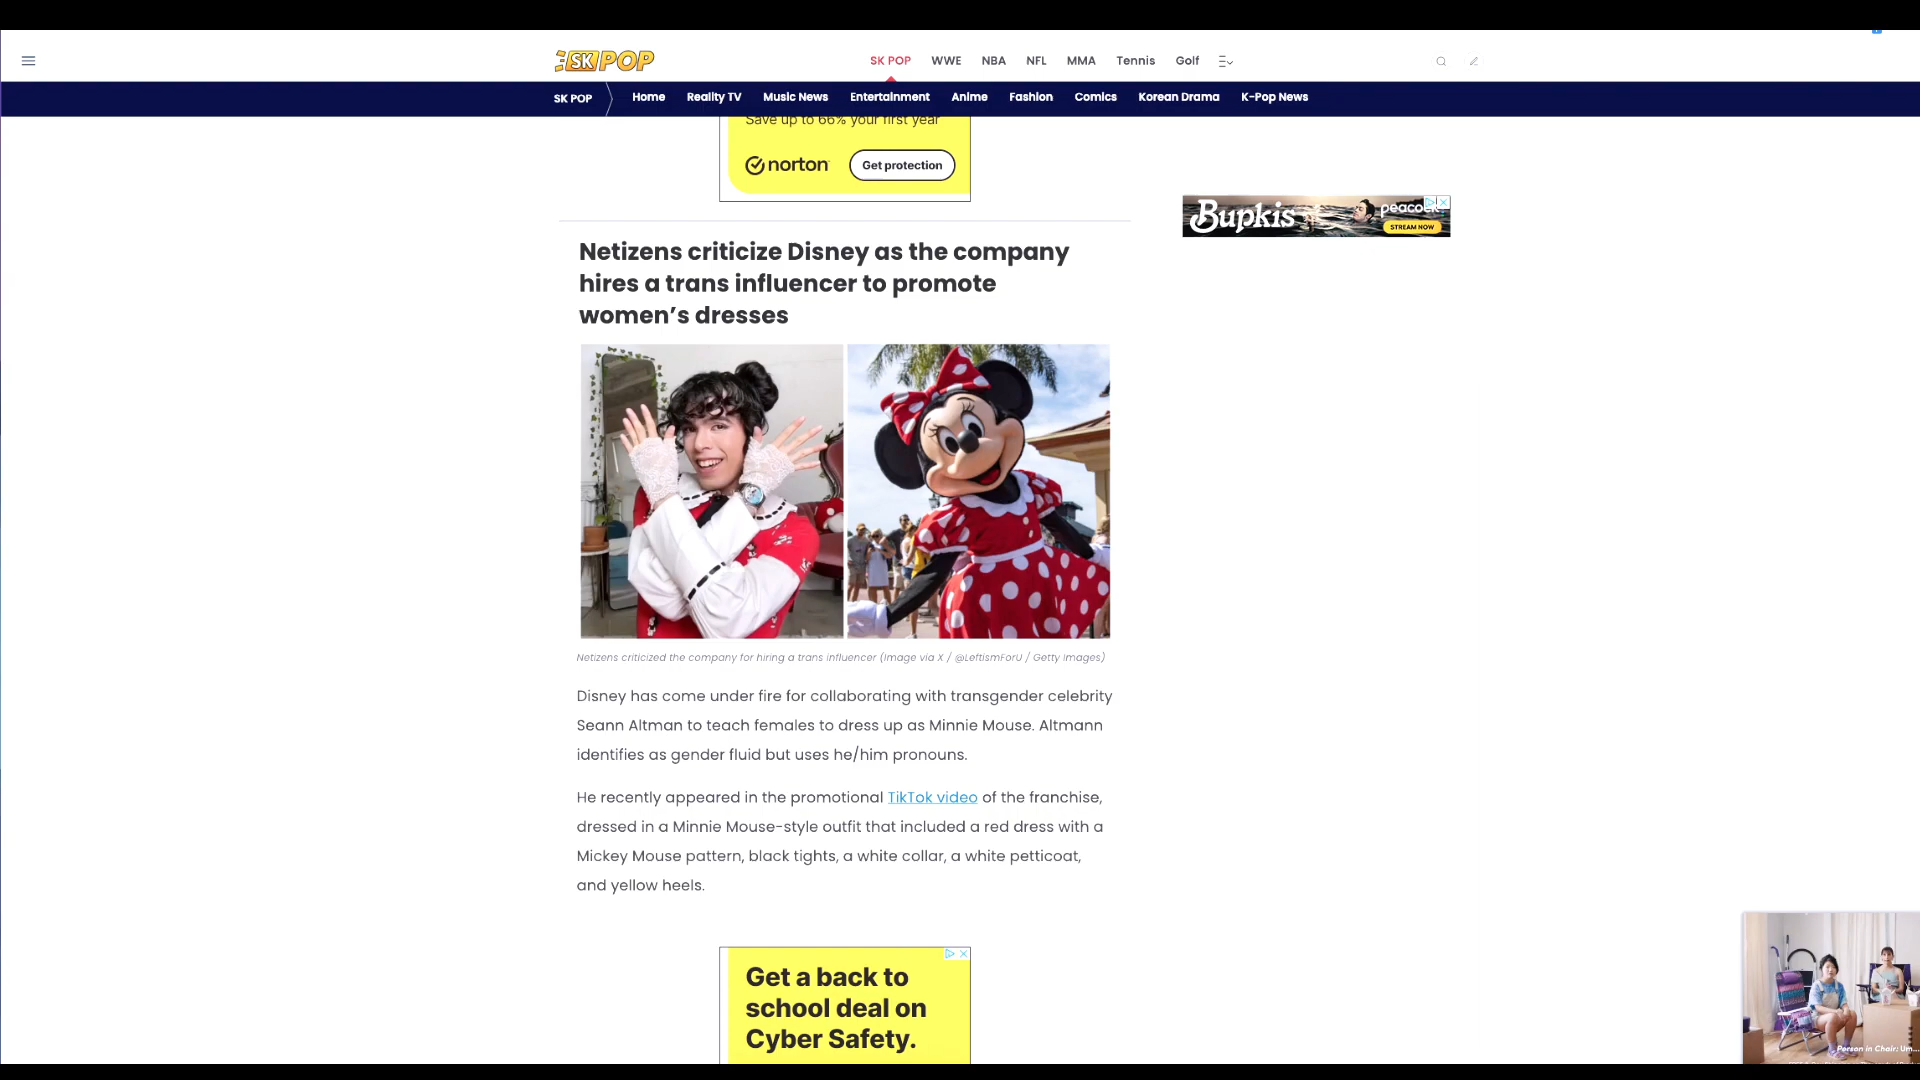 SK POP
SK POP WWE NBA NFL MMA Tennis Golf
SK POP Home Reality TV Music News Entertainment Anime Fashion Comics Korean Drama K-Pop News
Save up to 66% your first year
norton Get protection
Bupkis peacock
STREAM NOW
Netizens criticize Disney as the company
hires a trans influencer to promote
women’s dresses
Netizens criticized the company for hiring a trans influencer (Image via X / @LeftismForU / Getty Images)
Disney has come under fire for collaborating with transgender celebrity
Seann Altman to teach females to dress up as Minnie Mouse. Altmann
identifies as gender fluid but uses he/him pronouns.
He recently appeared in the promotional TikTok video of the franchise,
dressed in a Minnie Mouse-style outfit that included a red dress with a
Mickey Mouse pattern, black tights, a white collar, a white petticoat,
and yellow heels.
Get a back to
school deal on
Cyber Safety.
Person in Chair: Um...